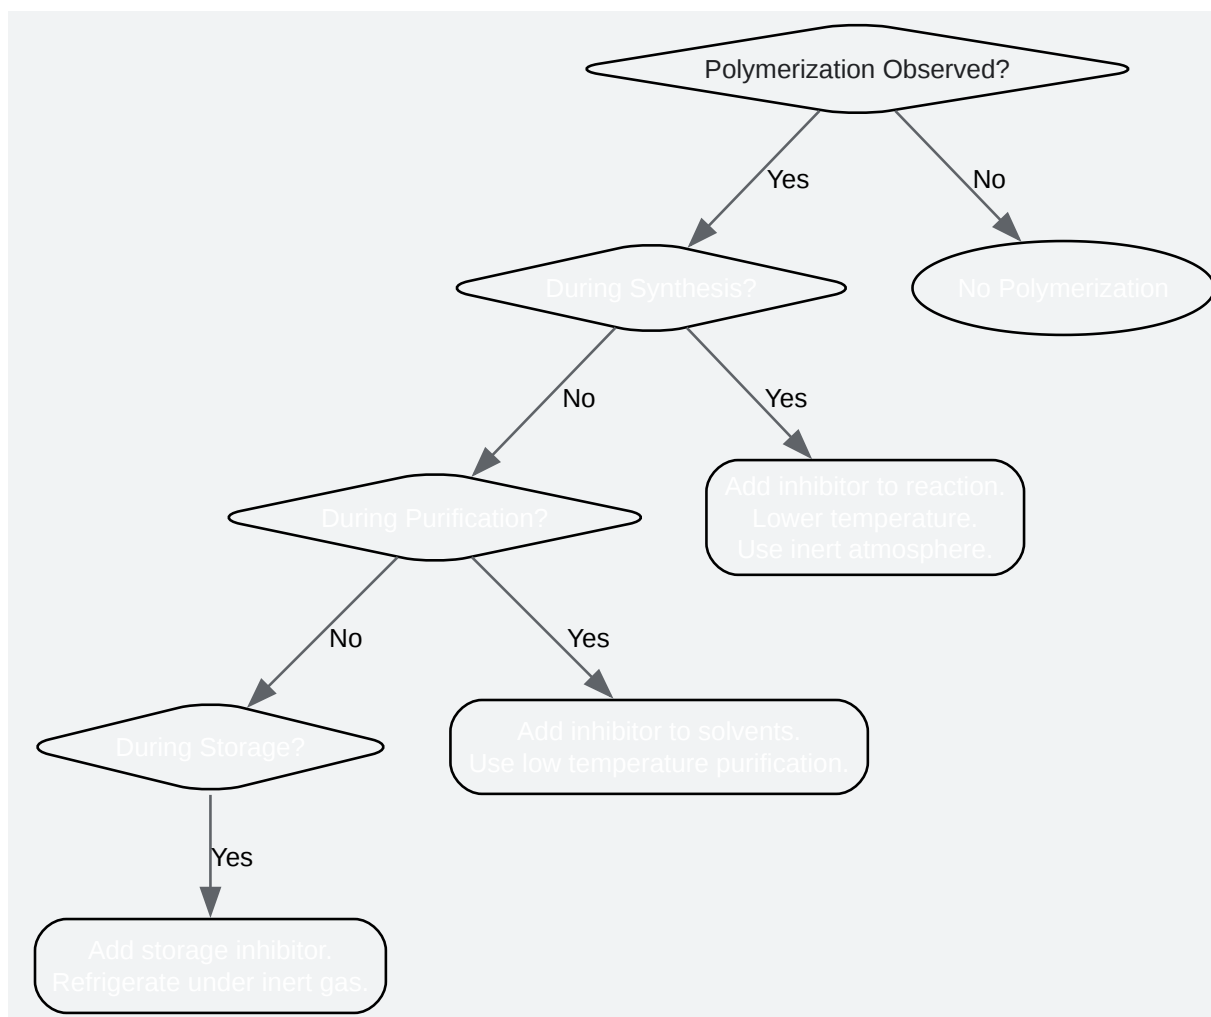 Polymerization Observed?
Yes
No
During Synthesis?
No Polymerization
No
Yes
Add inhibitor to reaction.
Lower temperature.
Use inert atmosphere.
During Purification?
No
Yes
Add inhibitor to solvents.
Use low temperature purification.
During Storage?
Yes
Add storage inhibitor.
Refrigerate under inert gas.